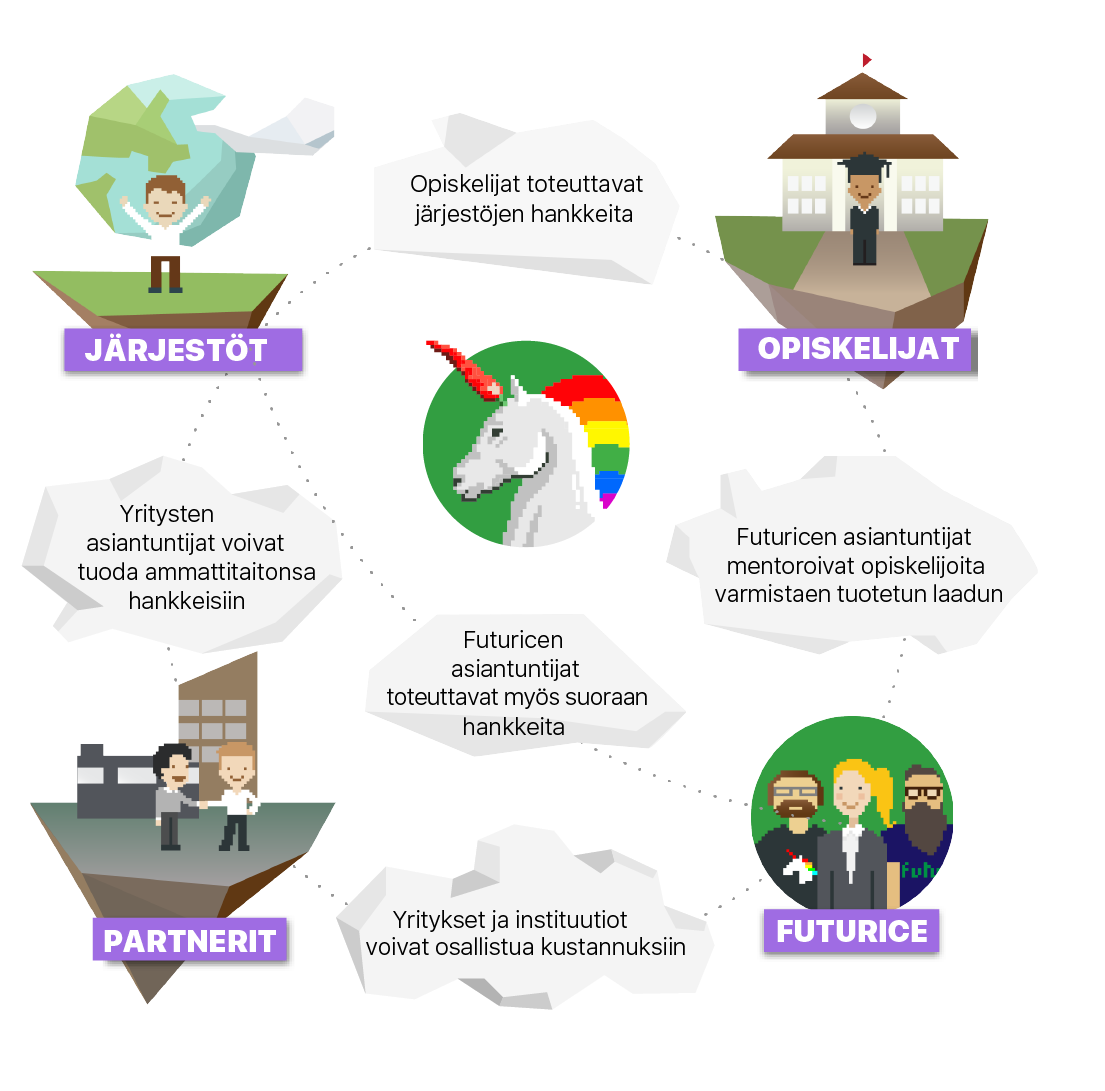 Opiskelijat toteuttavat
järjestöjen hankkeita
JÄRJESTÖT
OPISKELIJAT
Yritysten
asiantuntijat voivat
tuoda ammattitaitonsa
hankkeisiin
Futuricen asiantuntijat
mentoroivat opiskelijoita
varmistaen tuotetun laadun
Futuricen
asiantuntijat
toteuttavat myös suoraan
hankkeita
futu
PARTNERIT
Yritykset ja instituutiot
voivat osallistua kustannuksiin
FUTURICE